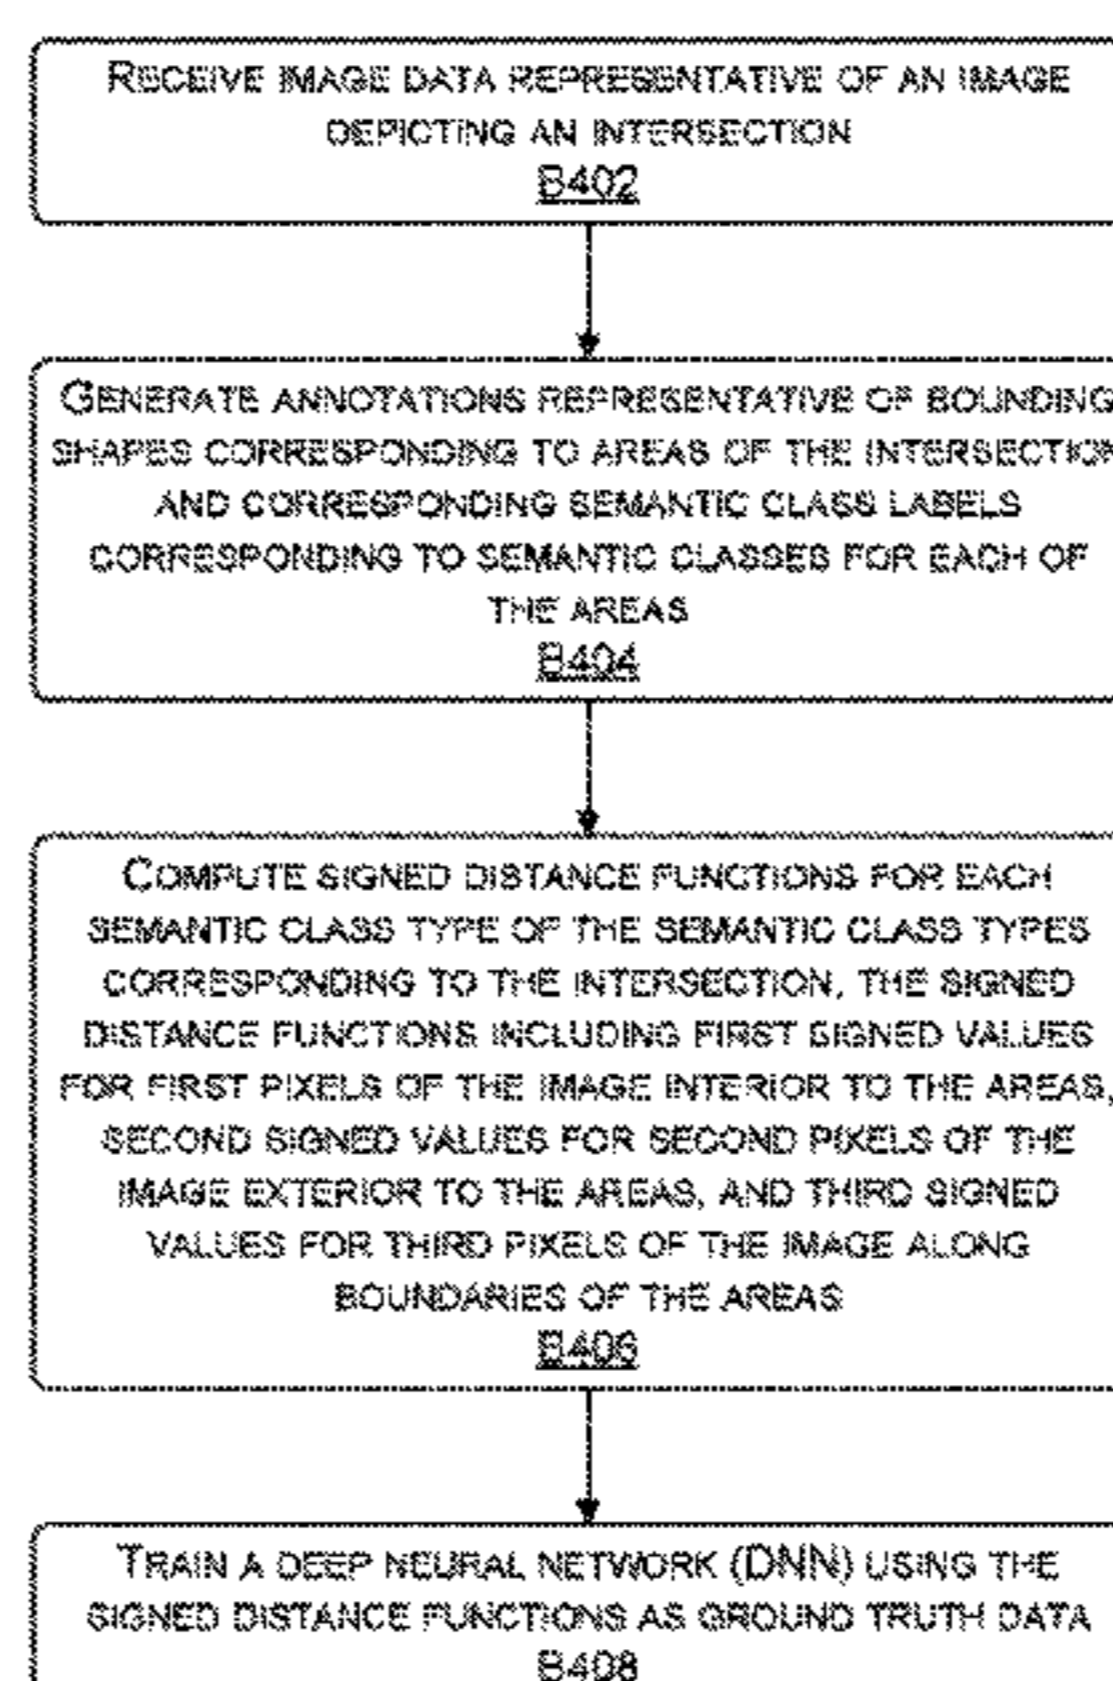 RECEIVE IMAGE DATA REPRESENTATIVE OF AN IMAGE
DEPICTING AN INTERSECTION
B402
GENERATE ANNOTATIONS REPRESENTATIVE OF BOUNDING
SHAPES CORRESPONDING TO AREAS OF THE INTERSECTION
AND CORRESPONDING SEMANTIC CLASS LABELS
CORRESPONDING TO SEMANTIC CLASSES FOR EACH OF
THE AREAS
B404
COMPUTE SIGNED DISTANCE FUNCTIONS FOR EACH
SEMANTIC CLASS TYPE OF THE SEMANTIC CLASS TYPES
CORRESPONDING TO THE INTERSECTION, THE SIGNED
DISTANCE FUNCTIONS INCLUDING FIRST SIGNED VALUES
FOR FIRST PIXELS OF THE IMAGE INTERIOR TO THE AREAS,
SECOND SIGNED VALUES FOR SECOND PIXELS OF THE
IMAGE EXTERIOR TO THE AREAS, AND THIRD SIGNED
VALUES FOR THIRD PIXELS OF THE IMAGE ALONG
BOUNDARIES OF THE AREAS
B406
TRAIN A DEEP NEURAL NETWORK (DNN) USING THE
SIGNED DISTANCE FUNCTIONS AS GROUND TRUTH DATA
B408